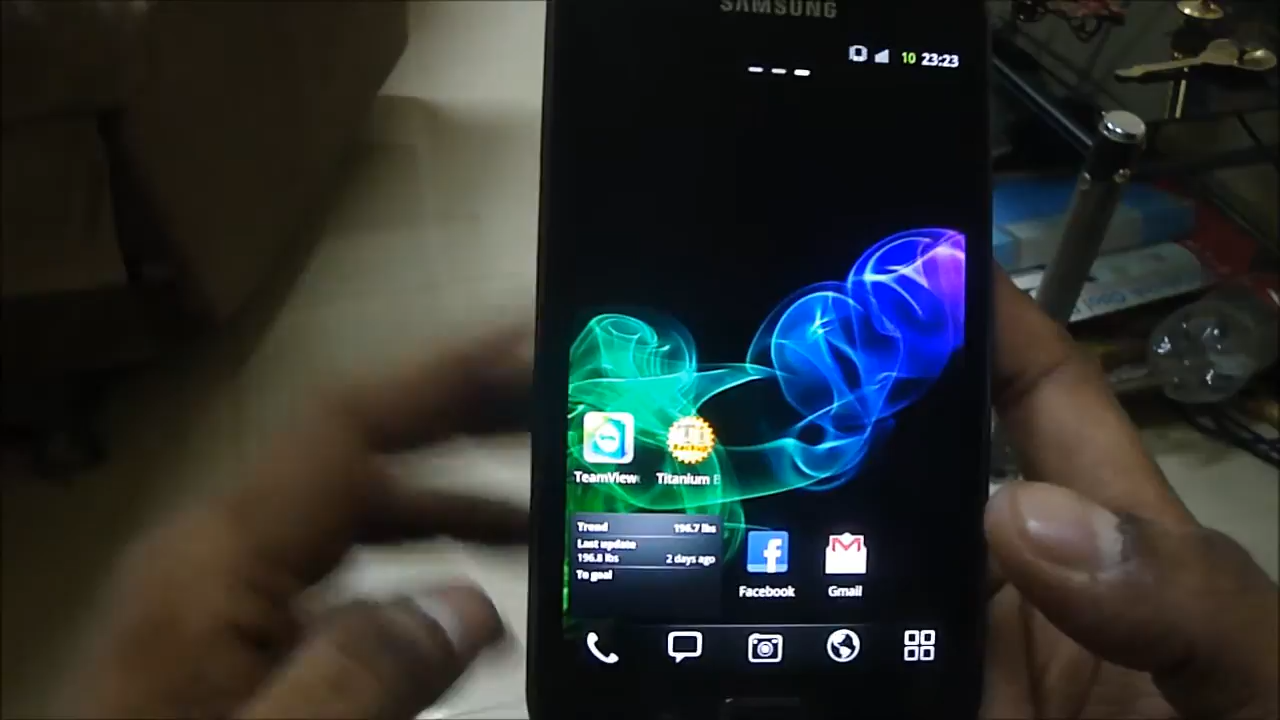 SAMSUNG
10 23:23
TeamView
Titanium B
Trend 196.7 lbs
Last update
196.8 lbs 2 days ago
To goal
Facebook
Gmail